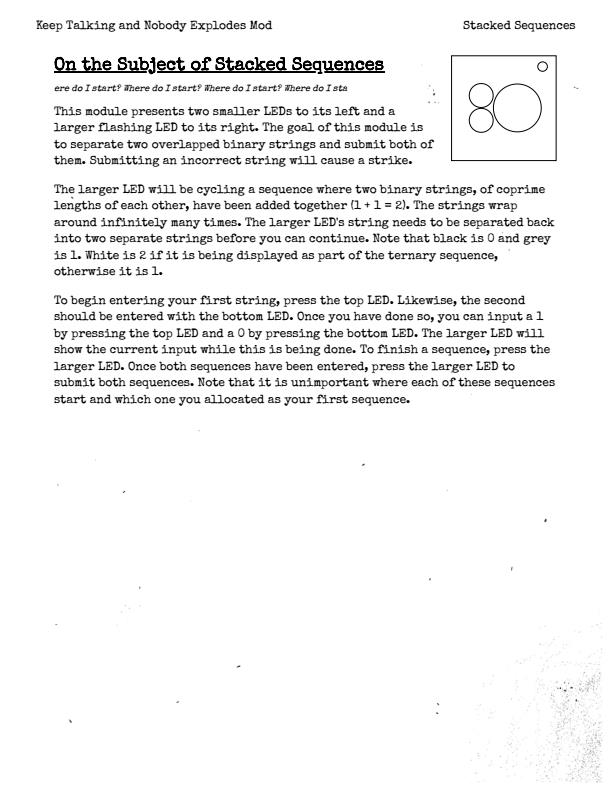 Keep Talking and Nobody Explodes Mod
Stacked Sequences
On the Subject of Stacked Sequences
ere do I start? Where do I start? Where do I start? Where do I sta
This module presents two smaller LEDs to its left and a
larger flashing LED to its right. The goal of this module is
to separate two overlapped binary strings and submit both of
them. Submitting an incorrect string will cause a strike.
The larger LED will be cycling a sequence where two binary strings, of coprime
lengths of each other, have been added together (1 + 1 = 2). The strings wrap
around infinitely many times. The larger LED's string needs to be separated back
into two separate strings before you can continue. Note that black is 0 and grey
is 1. White is 2 if it is being displayed as part of the ternary sequence,
otherwise it is 1.
To begin entering your first string, press the top LED. Likewise, the second
should be entered with the bottom LED. Once you have done so, you can input a 1
by pressing the top LED and a 0 by pressing the bottom LED. The larger LED will
show the current input while this is being done. To finish a sequence, press the
larger LED. Once both sequences have been entered, press the larger LED to
submit both sequences. Note that it is unimportant where each of these sequences
start and which one you allocated as your first sequence.